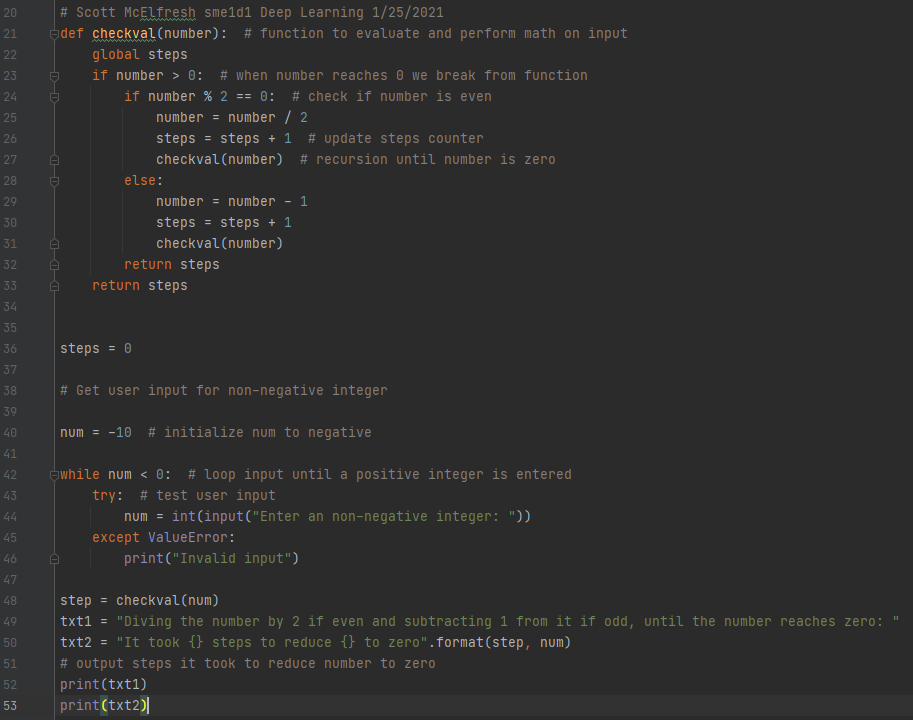 20 # Scott McElfresh sme1d1 Deep Learning 1/25/2021
21 def checkval(number):  # function to evaluate and perform math on input
22     global steps
23     if number > 0:  # when number reaches 0 we break from function
24         if number % 2 == 0:  # check if number is even
25             number = number / 2
26             steps = steps + 1  # update steps counter
27             checkval(number)  # recursion until number is zero
28         else:
29             number = number - 1
30             steps = steps + 1
31             checkval(number)
32         return steps
33     return steps
34
35
36 steps = 0
37
38 # Get user input for non-negative integer
39
40 num = -10  # initialize num to negative
41
42 while num < 0:  # loop input until a positive integer is entered
43     try:  # test user input
44         num = int(input("Enter an non-negative integer: "))
45     except ValueError:
46         print("Invalid input")
47
48 step = checkval(num)
49 txt1 = "Diving the number by 2 if even and subtracting 1 from it if odd, until the number reaches zero: "
50 txt2 = "It took {} steps to reduce {} to zero".format(step, num)
51 # output steps it took to reduce number to zero
52 print(txt1)
53 print(txt2)